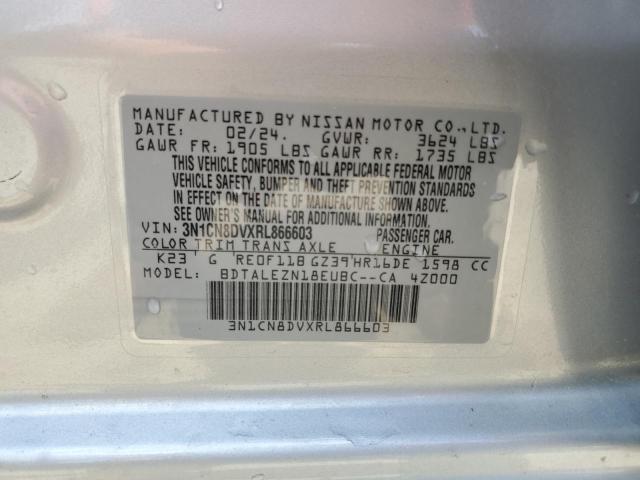 MANUFACTURED BY NISSAN MOTOR CO.,LTD.
DATE: 02/24. GVWR: 3624 LBS
GAWR FR: 1905 LBS GAWR RR: 1735 LBS
THIS VEHICLE CONFORMS TO ALL APPLICABLE FEDERAL MOTOR
VEHICLE SAFETY, BUMPER AND THEFT PREVENTION STANDARDS
IN EFFECT ON THE DATE OF MANUFACTURE SHOWN ABOVE.
SEE OWNER'S MANUAL FOR ADDITIONAL INFORMATION.
VIN: 3N1CN8DVXRL866603 PASSENGER CAR.
COLOR TRIM TRANS AXLE ENGINE
K23 G RE0F11B GZ39 HR16DE 1598 CC
MODEL: BDTALEZN18EUBC--CA 4Z000
3N1CN8DVXRL866603